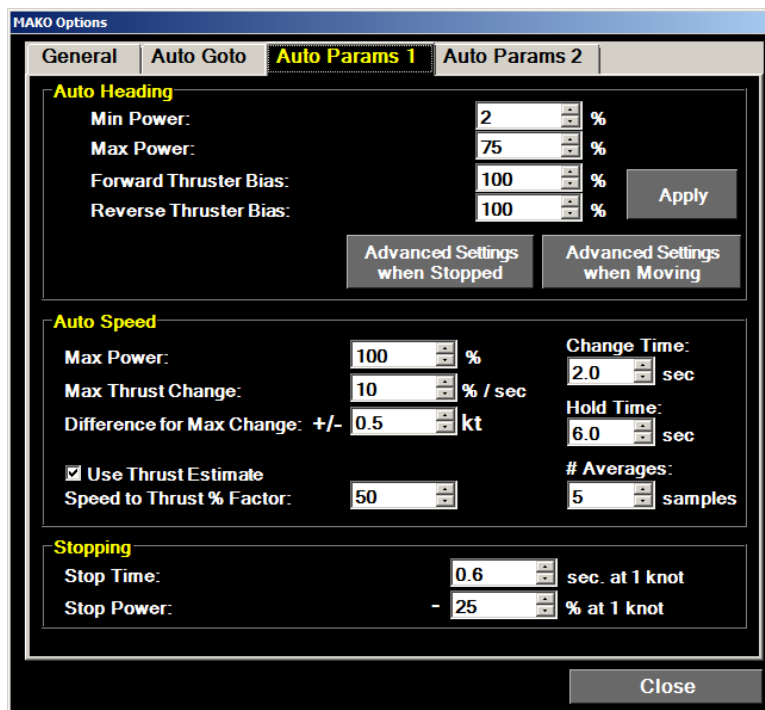 MAKO Options
General Auto Goto Auto Params 1 Auto Params 2
Auto Heading
Min Power: 2 %
Max Power: 75 %
Forward Thruster Bias: 100 %
Reverse Thruster Bias: 100 %
Apply
Advanced Settings when Stopped
Advanced Settings when Moving
Auto Speed
Max Power: 100 %
Max Thrust Change: 10 % / sec
Difference for Max Change: +/- 0.5 kt
Use Thrust Estimate
Speed to Thrust % Factor: 50
Change Time:
2.0 sec
Hold Time:
6.0 sec
# Averages:
5 samples
Stopping
Stop Time: 0.6 sec. at 1 knot
Stop Power: - 25 % at 1 knot
Close